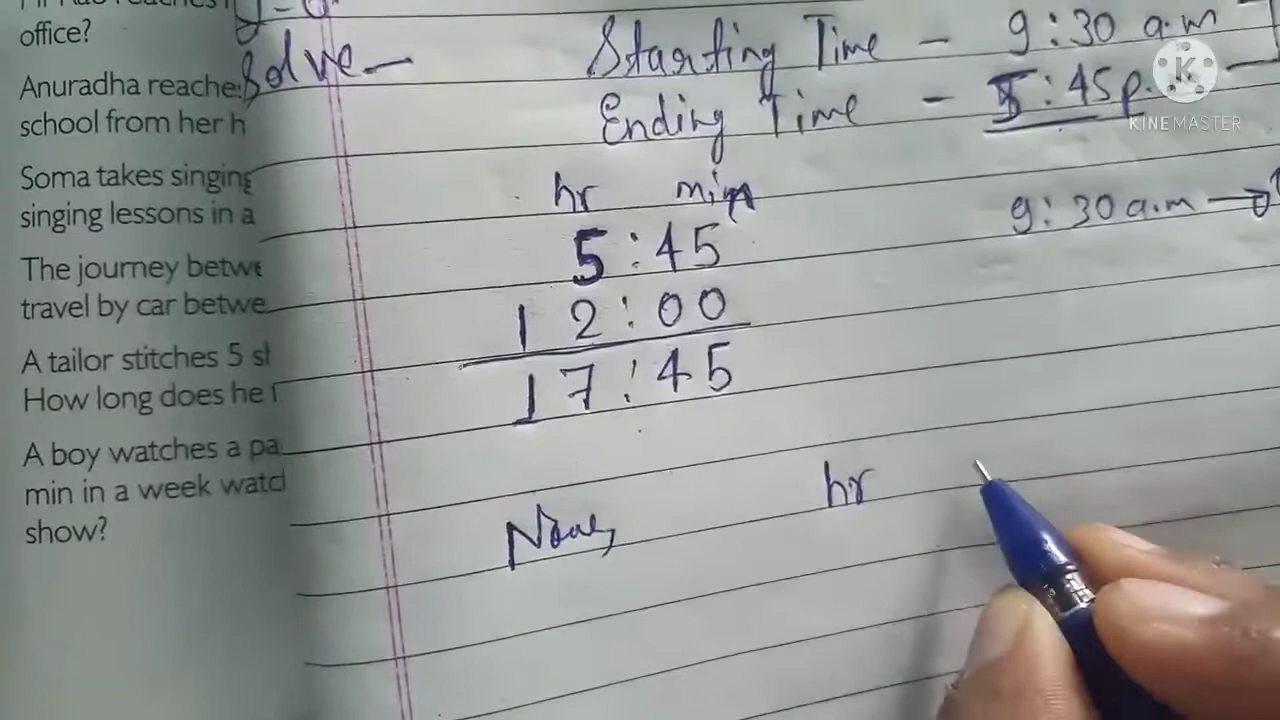 office?
Solve-
Anuradha reache
school from her h
Soma takes singing
singing lessons in a
The journey betwe
travel by car betwe
A tailor stitches 5 sh
How long does he
A boy watches a pa
min in a week watc
show?
Starting Time - 9:30 a.m
Ending Time - 5:45 p.
KINEMASTER
hr min
5:45
12:00
17:45
9:30 a.m
Now,
hr